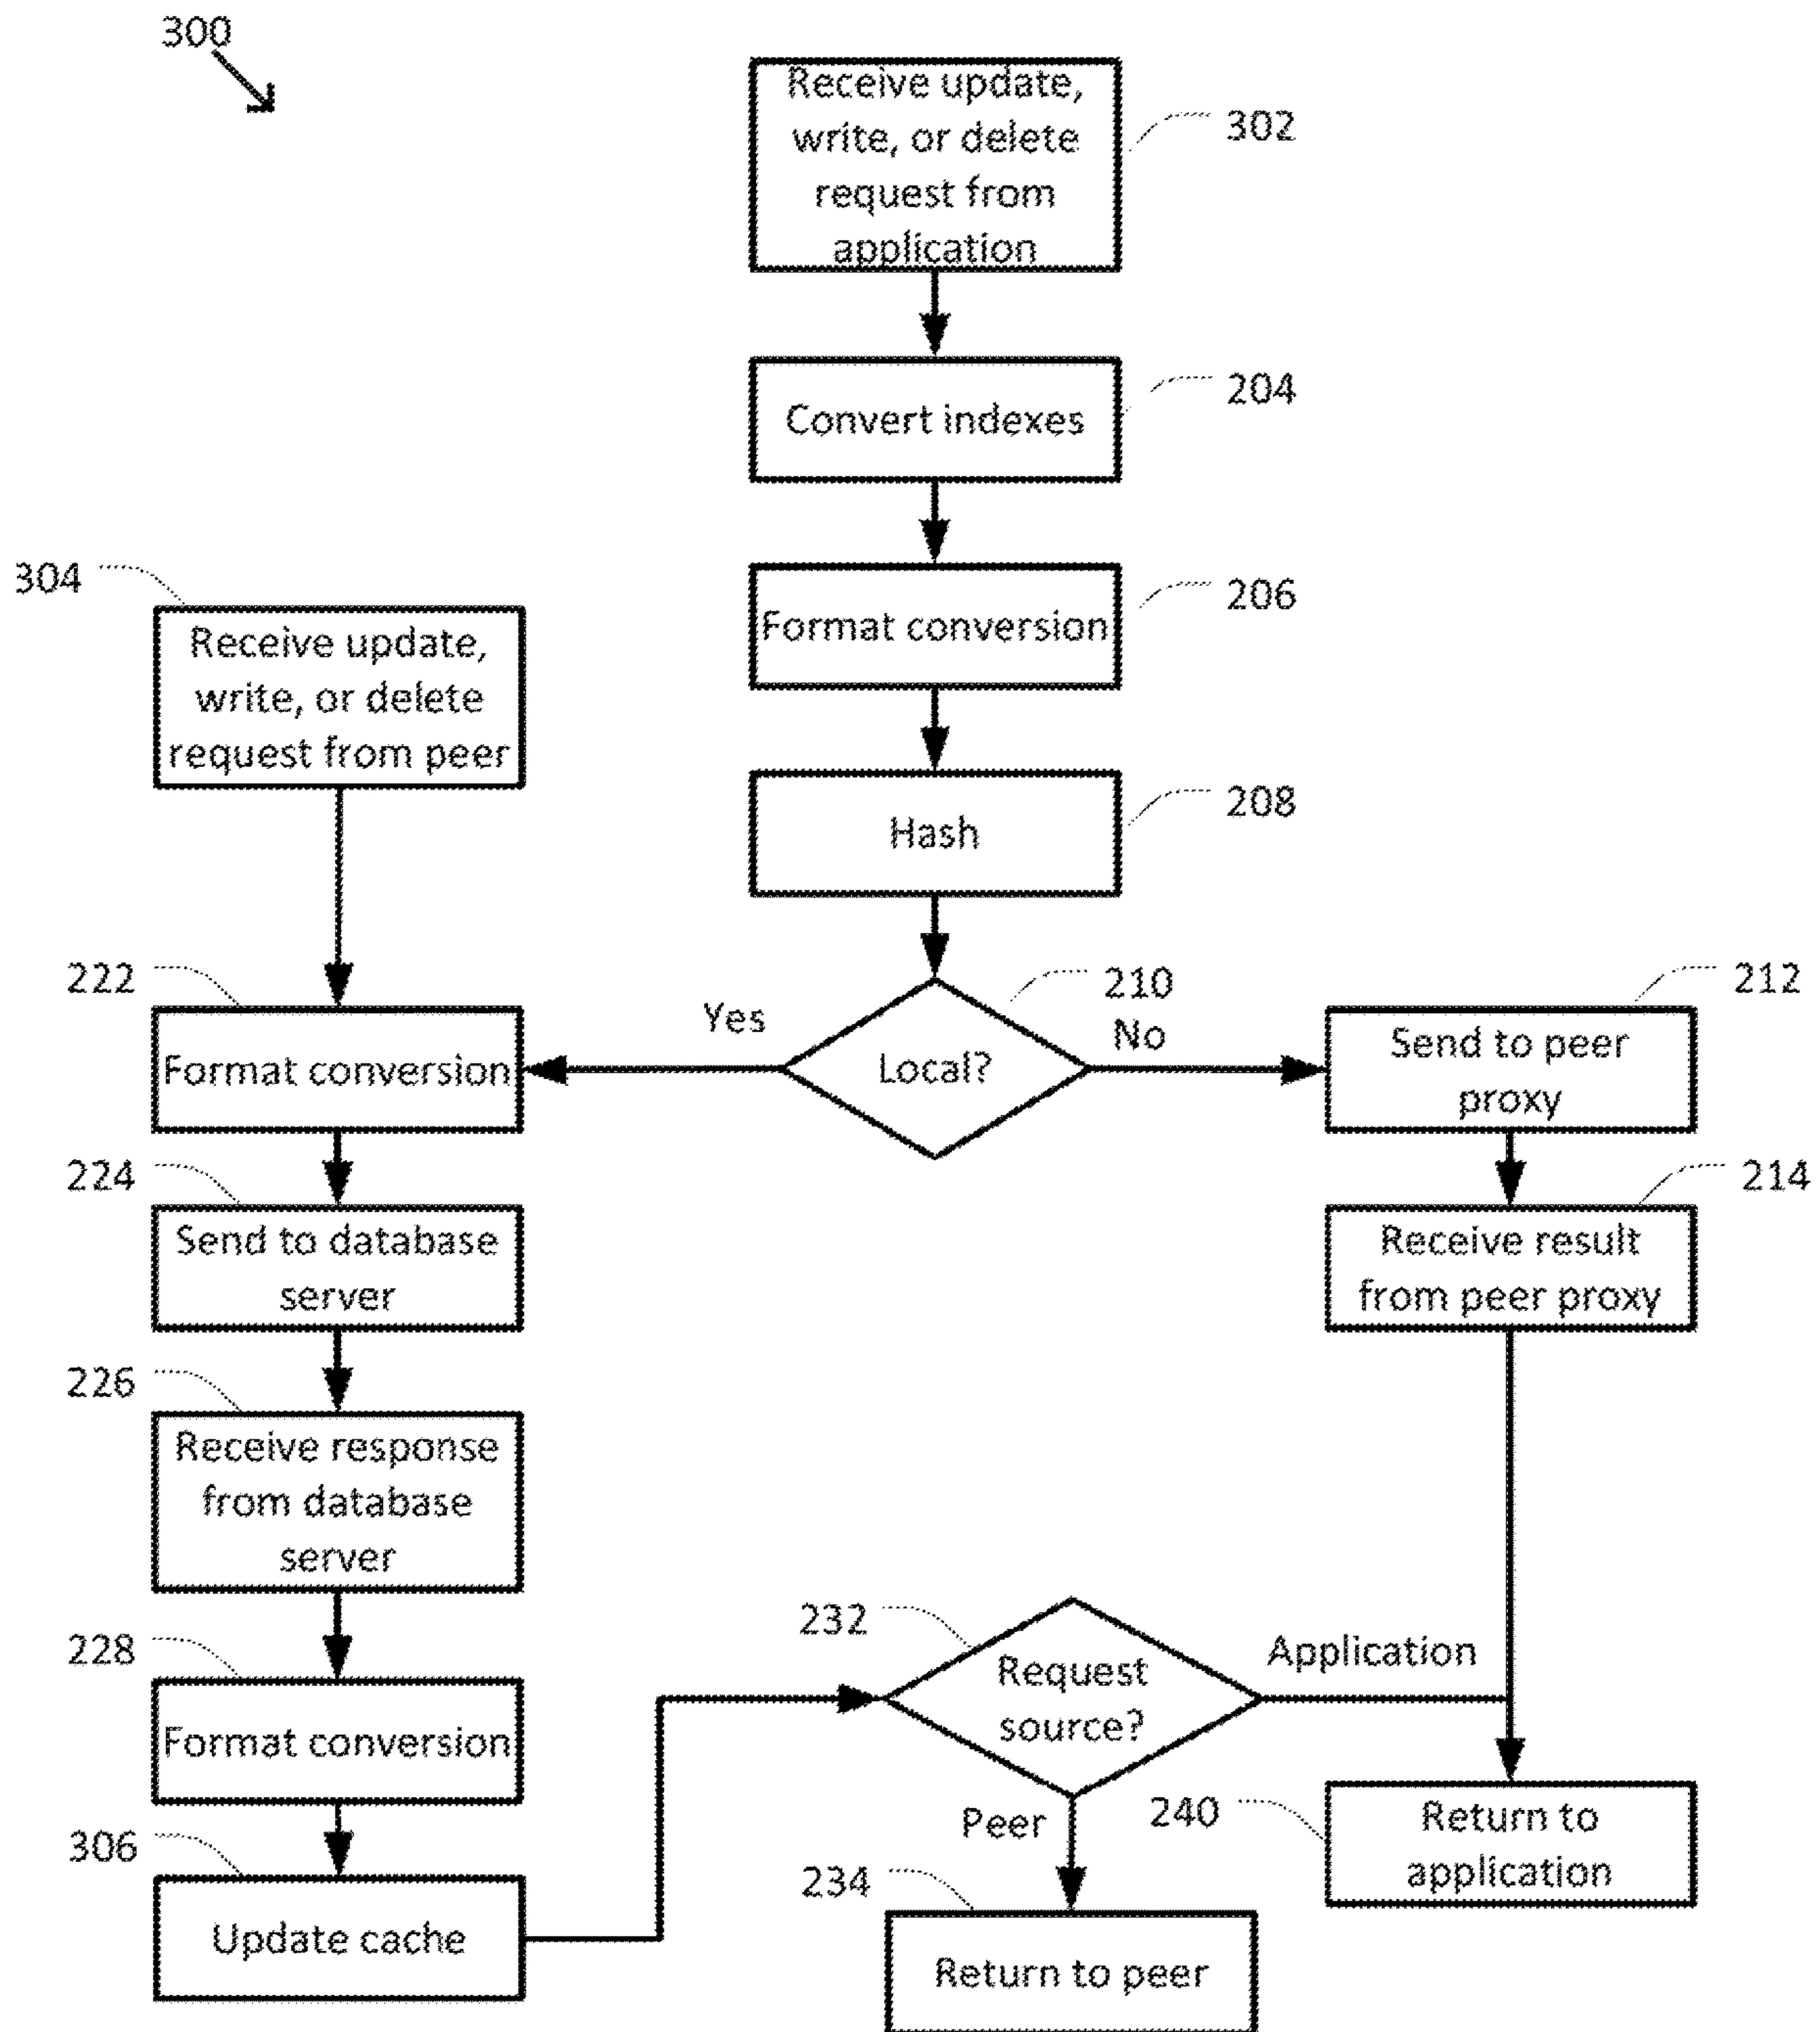 300
Receive update,
write, or delete
request from
application
302
Convert indexes
204
Format conversion
206
304
Receive update,
write, or delete
request from peer
Hash
208
222
Format conversion
Yes
Local?
210
No
212
Send to peer
proxy
224
Send to database
server
214
Receive result
from peer proxy
226
Receive response
from database
server
228
Format conversion
232
Request
source?
Application
Peer
306
Update cache
234
Return to peer
240
Return to
application